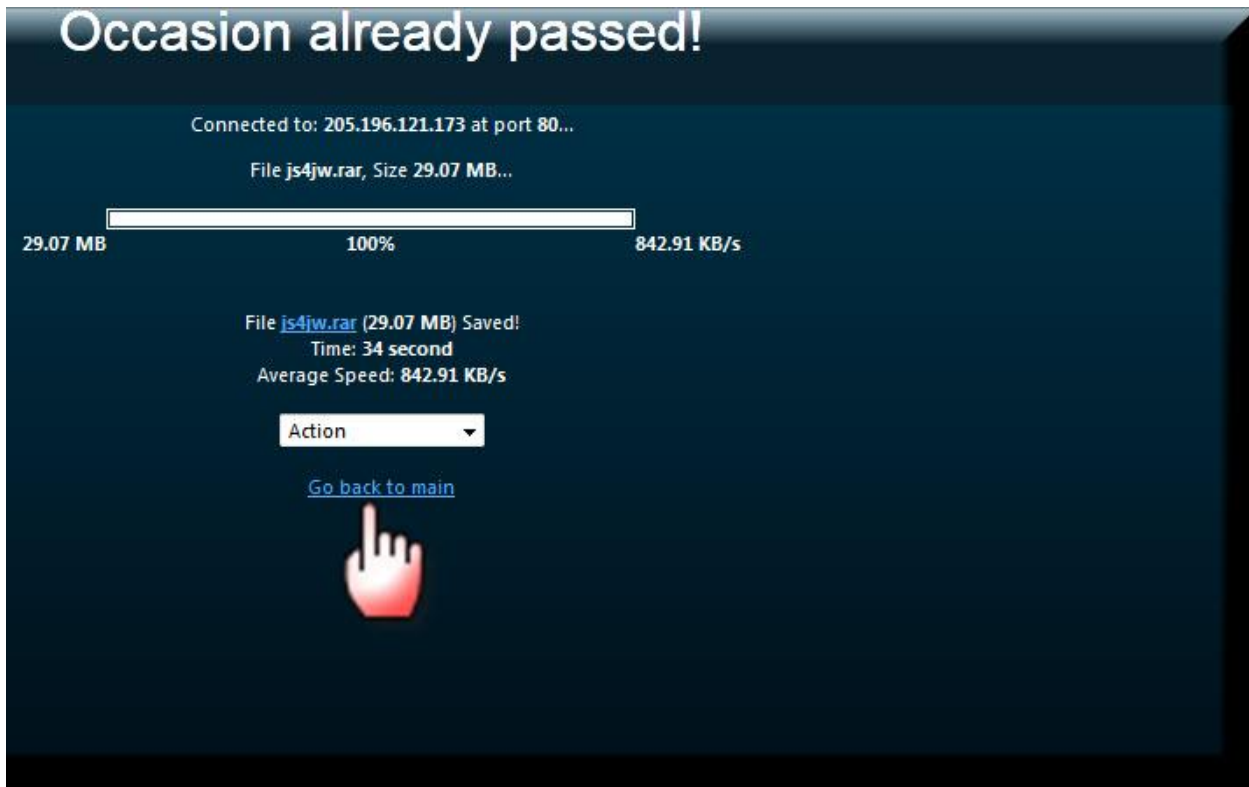 Occasion already passed!
Connected to: 205.196.121.173 at port 80...
File js4jw.rar, Size 29.07 MB...
29.07 MB 100% 842.91 KB/s
File js4jw.rar (29.07 MB) Saved!
Time: 34 second
Average Speed: 842.91 KB/s
Action
Go back to main